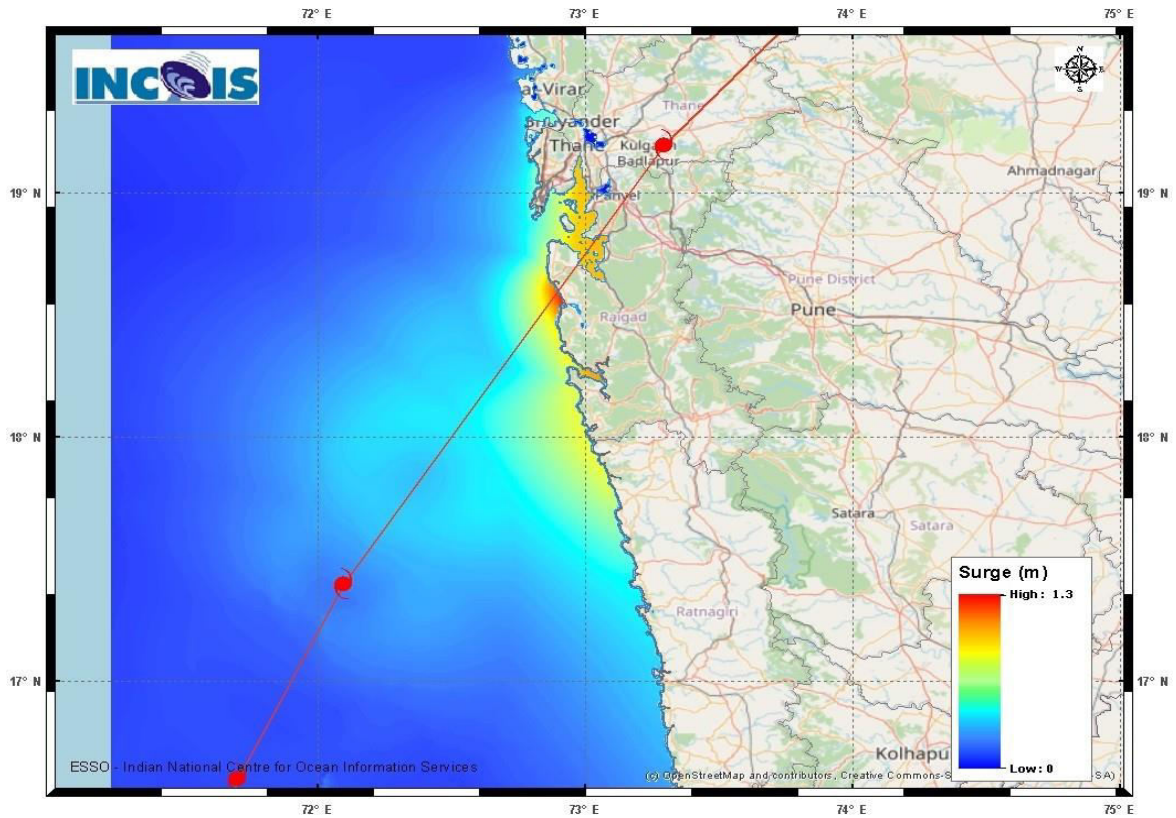 72° E 73° E 74° E 75° E
INCOIS
N
W E
S
at-Virar
Thane
Bhayander
Thane
Kulgaon
Badlapur
Ahmadnagar
19° N 19° N
Panvel
Pune District
Pune
Raigad
18° N 18° N
Satara
Satara
Surge (m)
High: 1.3
Ratnagiri
17° N 17° N
Kolhapu
Low: 0
ESSO - Indian National Centre for Ocean Information Services
(c) OpenStreetMap and contributors, Creative Commons-S
-SA)
72° E 73° E 74° E 75° E